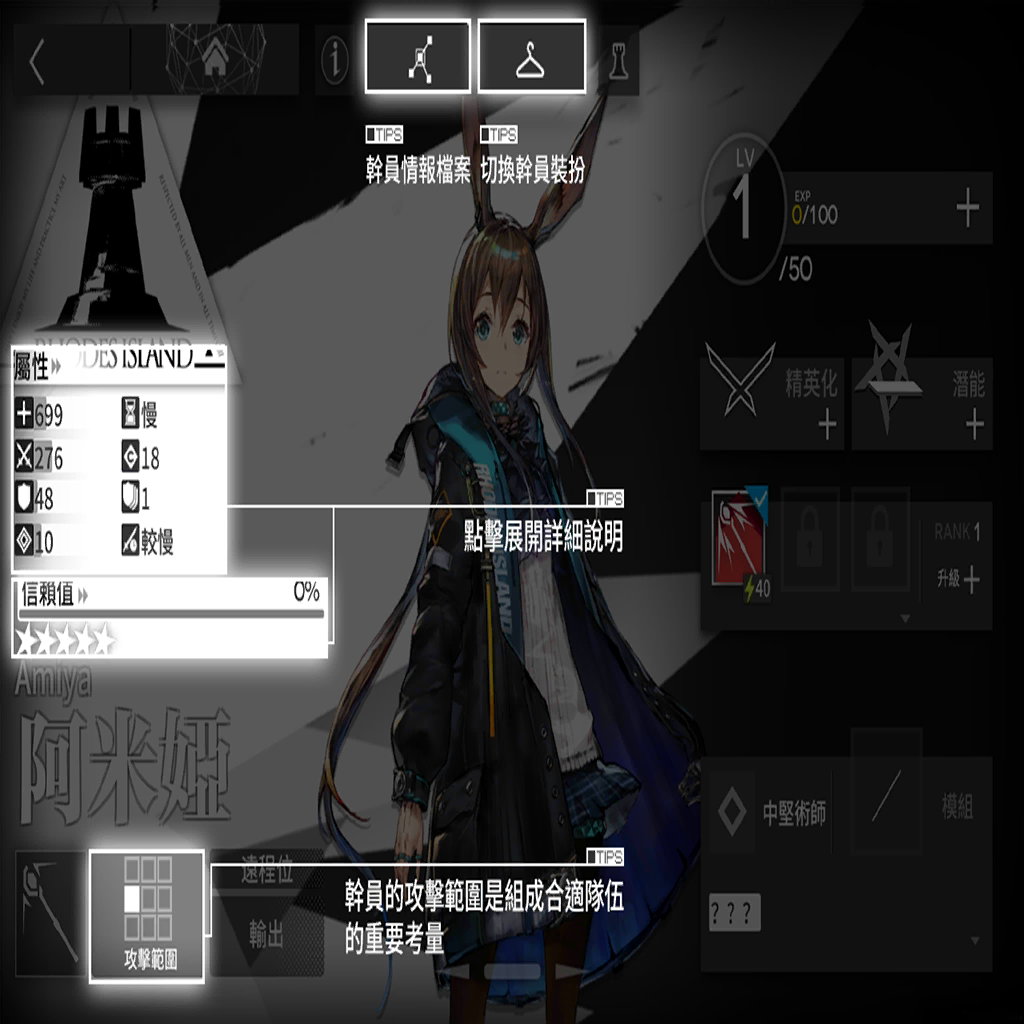 TIPS
幹員情報檔案
TIPS
切換幹員裝扮
LV
1
/50
EXP
0/100
RHODES ISLAND
屬性
699
慢
276
18
48
1
10
較慢
信賴值
0%
TIPS
點擊展開詳細說明
精英化
潛能
40
RANK 1
升級
Amiya
阿米婭
中堅術師
模組
? ? ?
攻擊範圍
遠程位
輸出
TIPS
幹員的攻擊範圍是組成合適隊伍
的重要考量